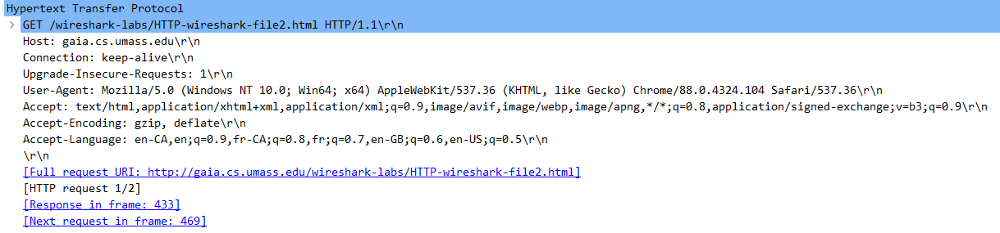 Hypertext Transfer Protocol
GET /wireshark-labs/HTTP-wireshark-file2.html HTTP/1.1\r\n
Host: gaia.cs.umass.edu\r\n
Connection: keep-alive\r\n
Upgrade-Insecure-Requests: 1\r\n
User-Agent: Mozilla/5.0 (Windows NT 10.0; Win64; x64) AppleWebKit/537.36 (KHTML, like Gecko) Chrome/88.0.4324.104 Safari/537.36\r\n
Accept: text/html,application/xhtml+xml,application/xml;q=0.9,image/avif,image/webp,image/apng,*/*;q=0.8,application/signed-exchange;v=b3;q=0.9\r\n
Accept-Encoding: gzip, deflate\r\n
Accept-Language: en-CA,en;q=0.9,fr-CA;q=0.8,fr;q=0.7,en-GB;q=0.6,en-US;q=0.5\r\n
\r\n
[Full request URI: http://gaia.cs.umass.edu/wireshark-labs/HTTP-wireshark-file2.html]
[HTTP request 1/2]
[Response in frame: 433]
[Next request in frame: 469]